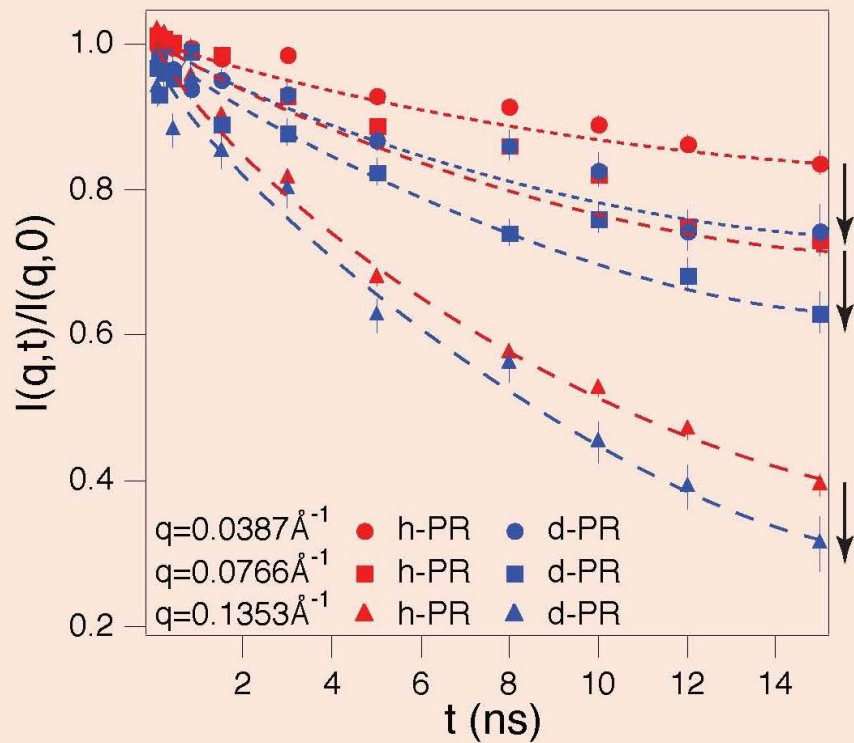 I(q,t)/I(q,0)
1.0
0.8
0.6
0.4
0.2
q=0.0387Å⁻¹ h-PR d-PR
q=0.0766Å⁻¹ h-PR d-PR
q=0.1353Å⁻¹ h-PR d-PR
2 4 6 8 10 12 14
t (ns)